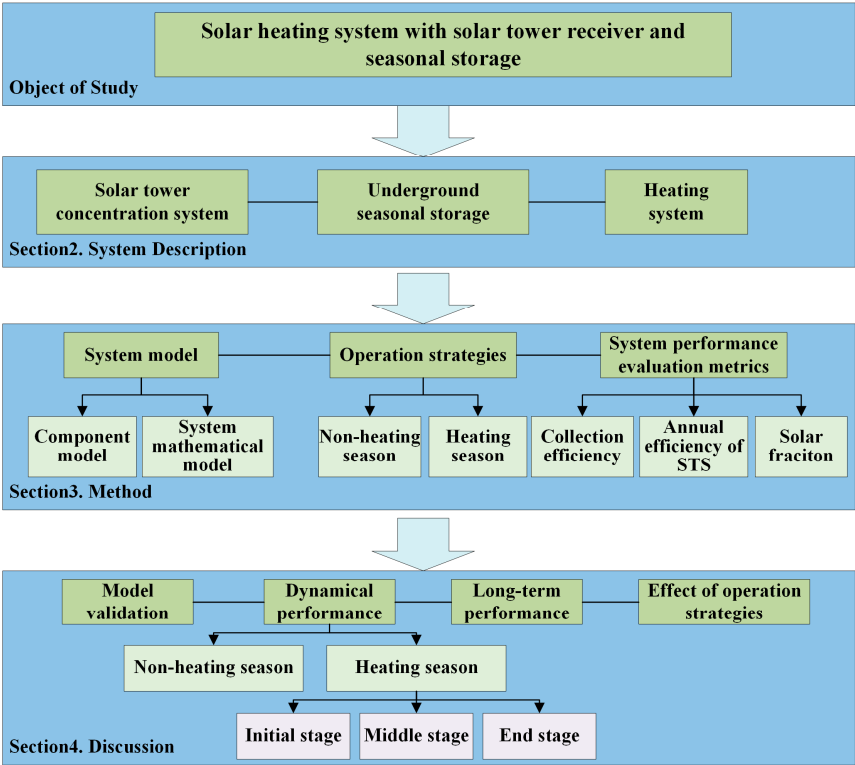 Solar heating system with solar tower receiver and
seasonal storage
Object of Study
Solar tower
concentration system
Underground
seasonal storage
Heating
system
Section2. System Description
System model
Operation strategies
System performance
evaluation metrics
Component
model
System
mathematical
model
Non-heating
season
Heating
season
Collection
efficiency
Annual
efficiency of
STS
Solar
fraciton
Section3. Method
Model
validation
Dynamical
performance
Long-term
performance
Effect of operation
strategies
Non-heating season
Heating season
Initial stage
Middle stage
End stage
Section4. Discussion